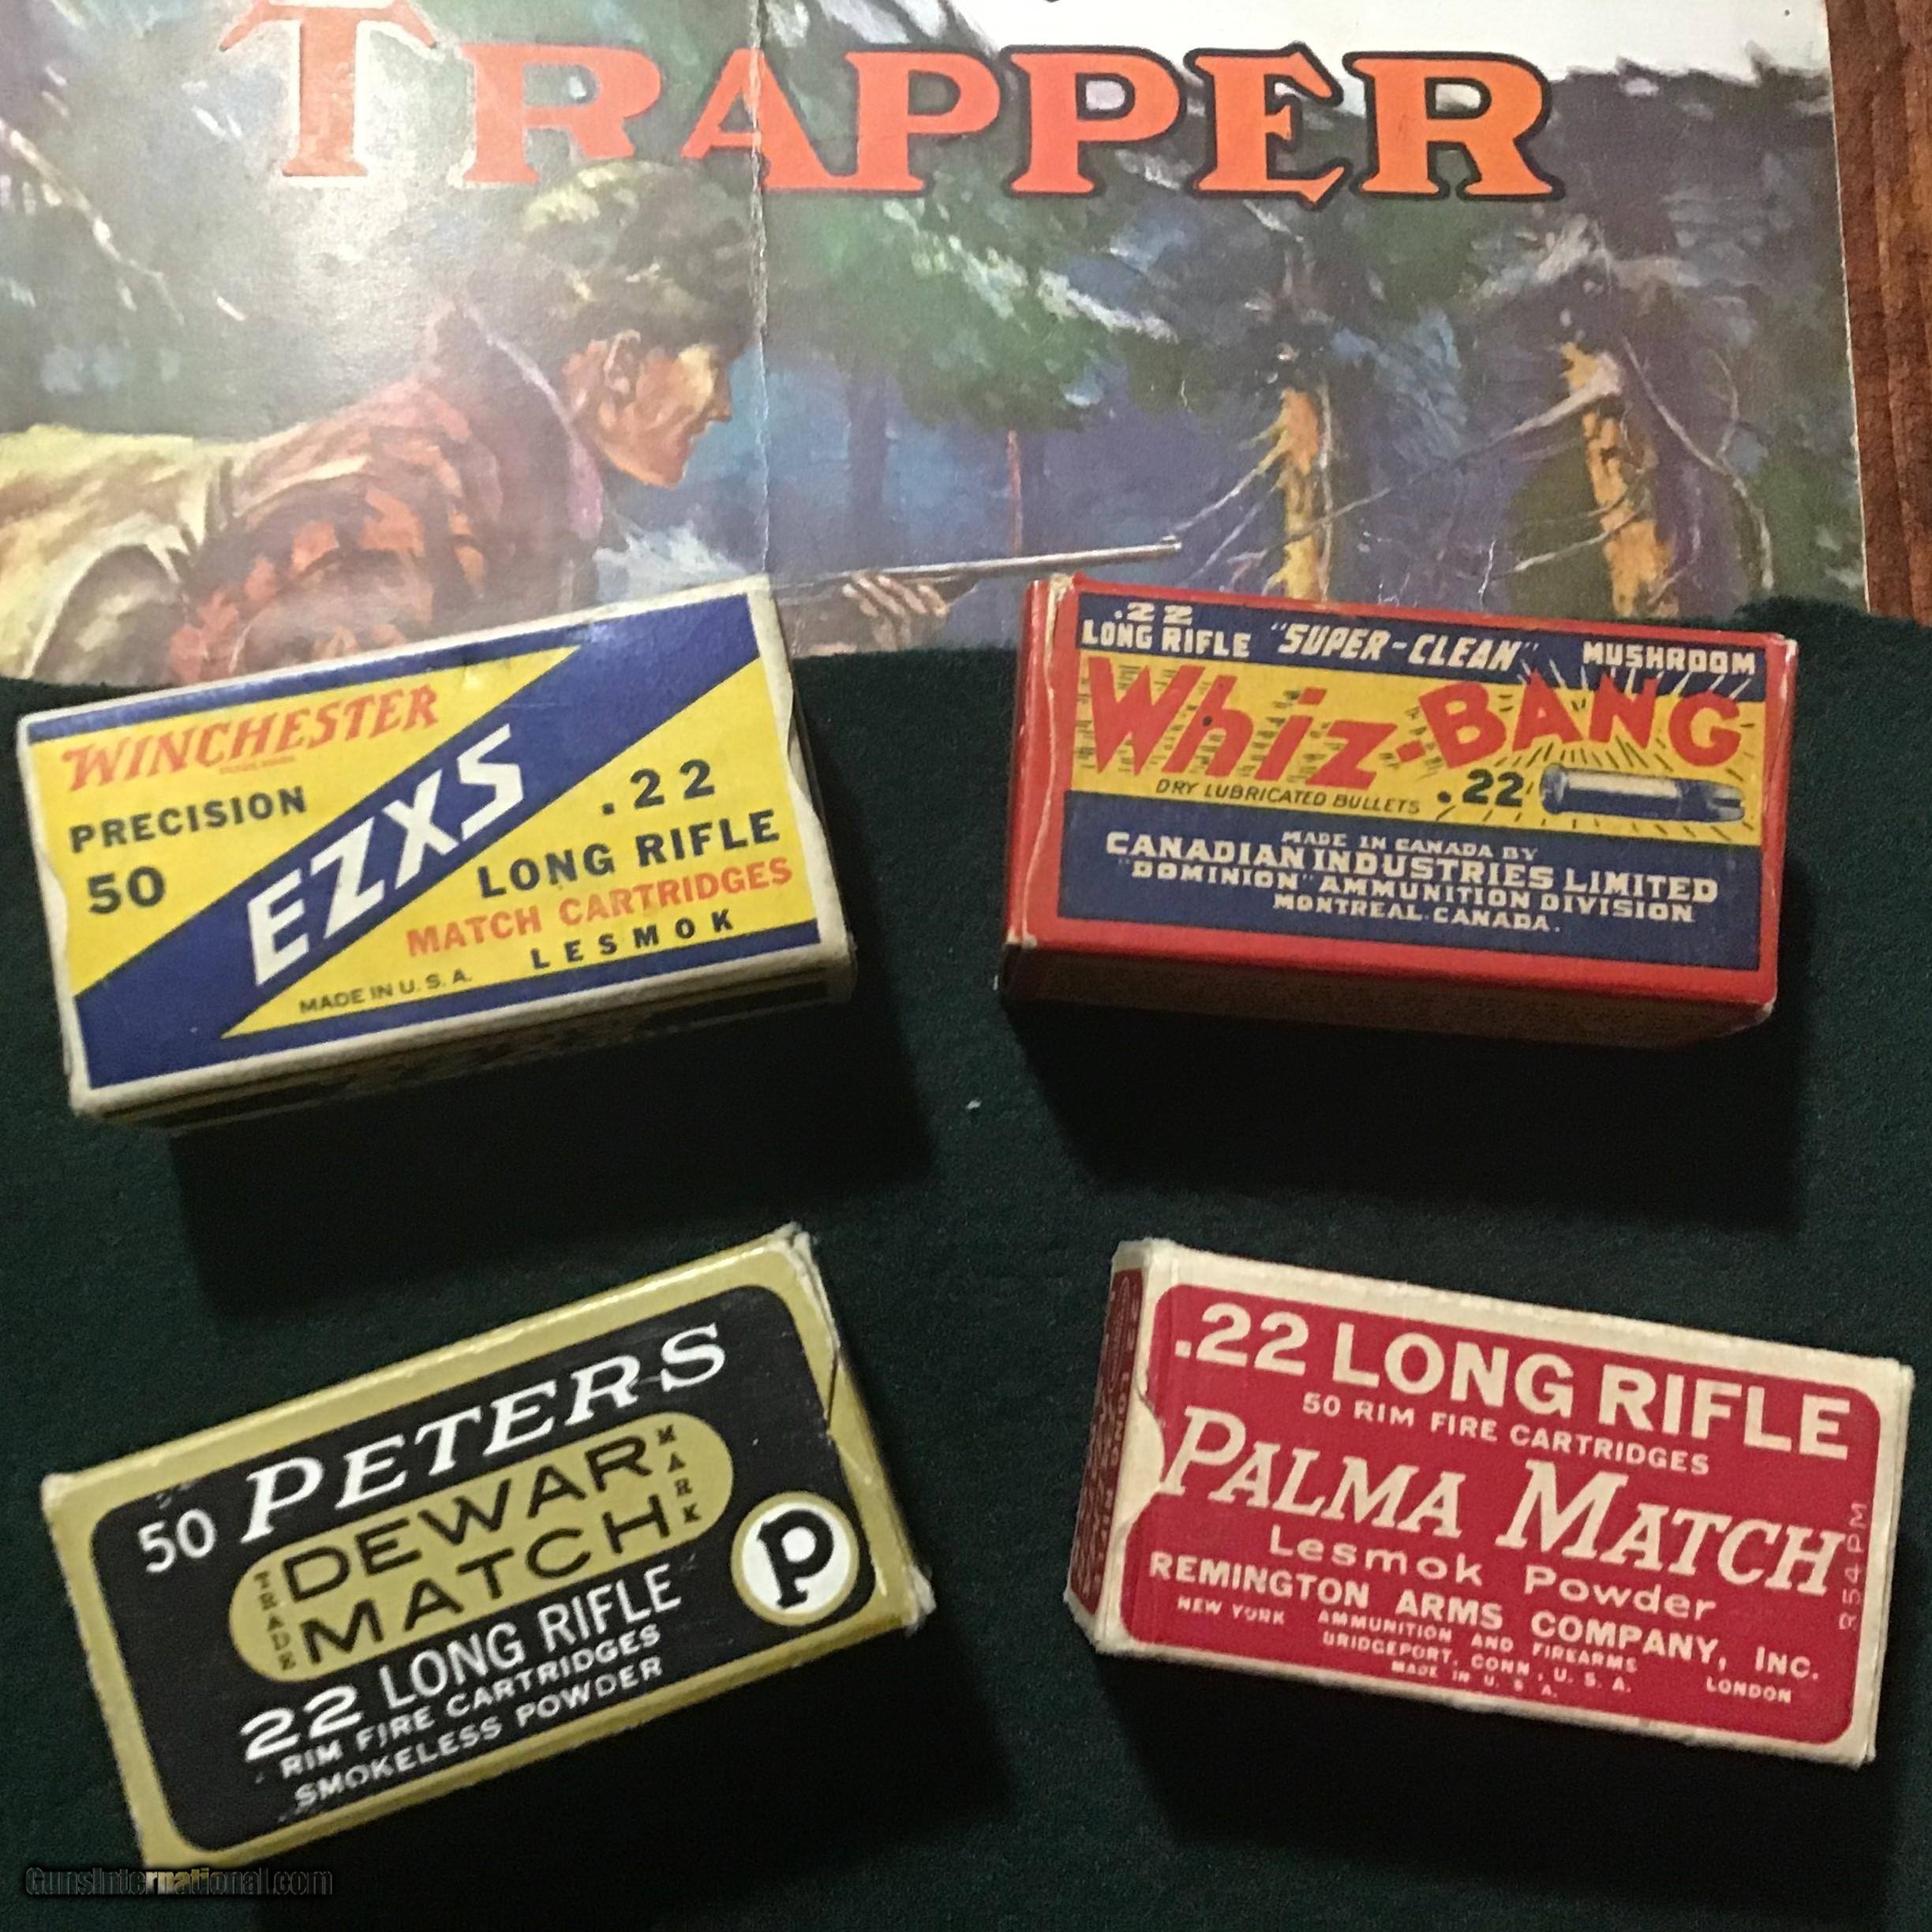 TRAPPER
WINCHESTER
PRECISION
50
EZXS
.22
LONG RIFLE
MATCH CARTRIDGES
LESMOK
MADE IN U.S.A.
.22
LONG RIFLE
"SUPER-CLEAN"
MUSHROOM
Whiz-BANG
DRY LUBRICATED BULLETS
.22
MADE IN CANADA BY
CANADIAN INDUSTRIES LIMITED
"DOMINION" AMMUNITION DIVISION
MONTREAL-CANADA.
50 PETERS
TRADE
DEWAR
MATCH
MARK
P
22 LONG RIFLE
RIM FIRE CARTRIDGES
SMOKELESS POWDER
.22 LONG RIFLE
50 RIM FIRE CARTRIDGES
PALMA MATCH
Lesmok Powder
REMINGTON ARMS COMPANY, INC.
NEW YORK AMMUNITION AND FIREARMS LONDON
BRIDGEPORT, CONN., U. S. A.
MADE IN U. S. A.
R54 PM
GunsInternational.com